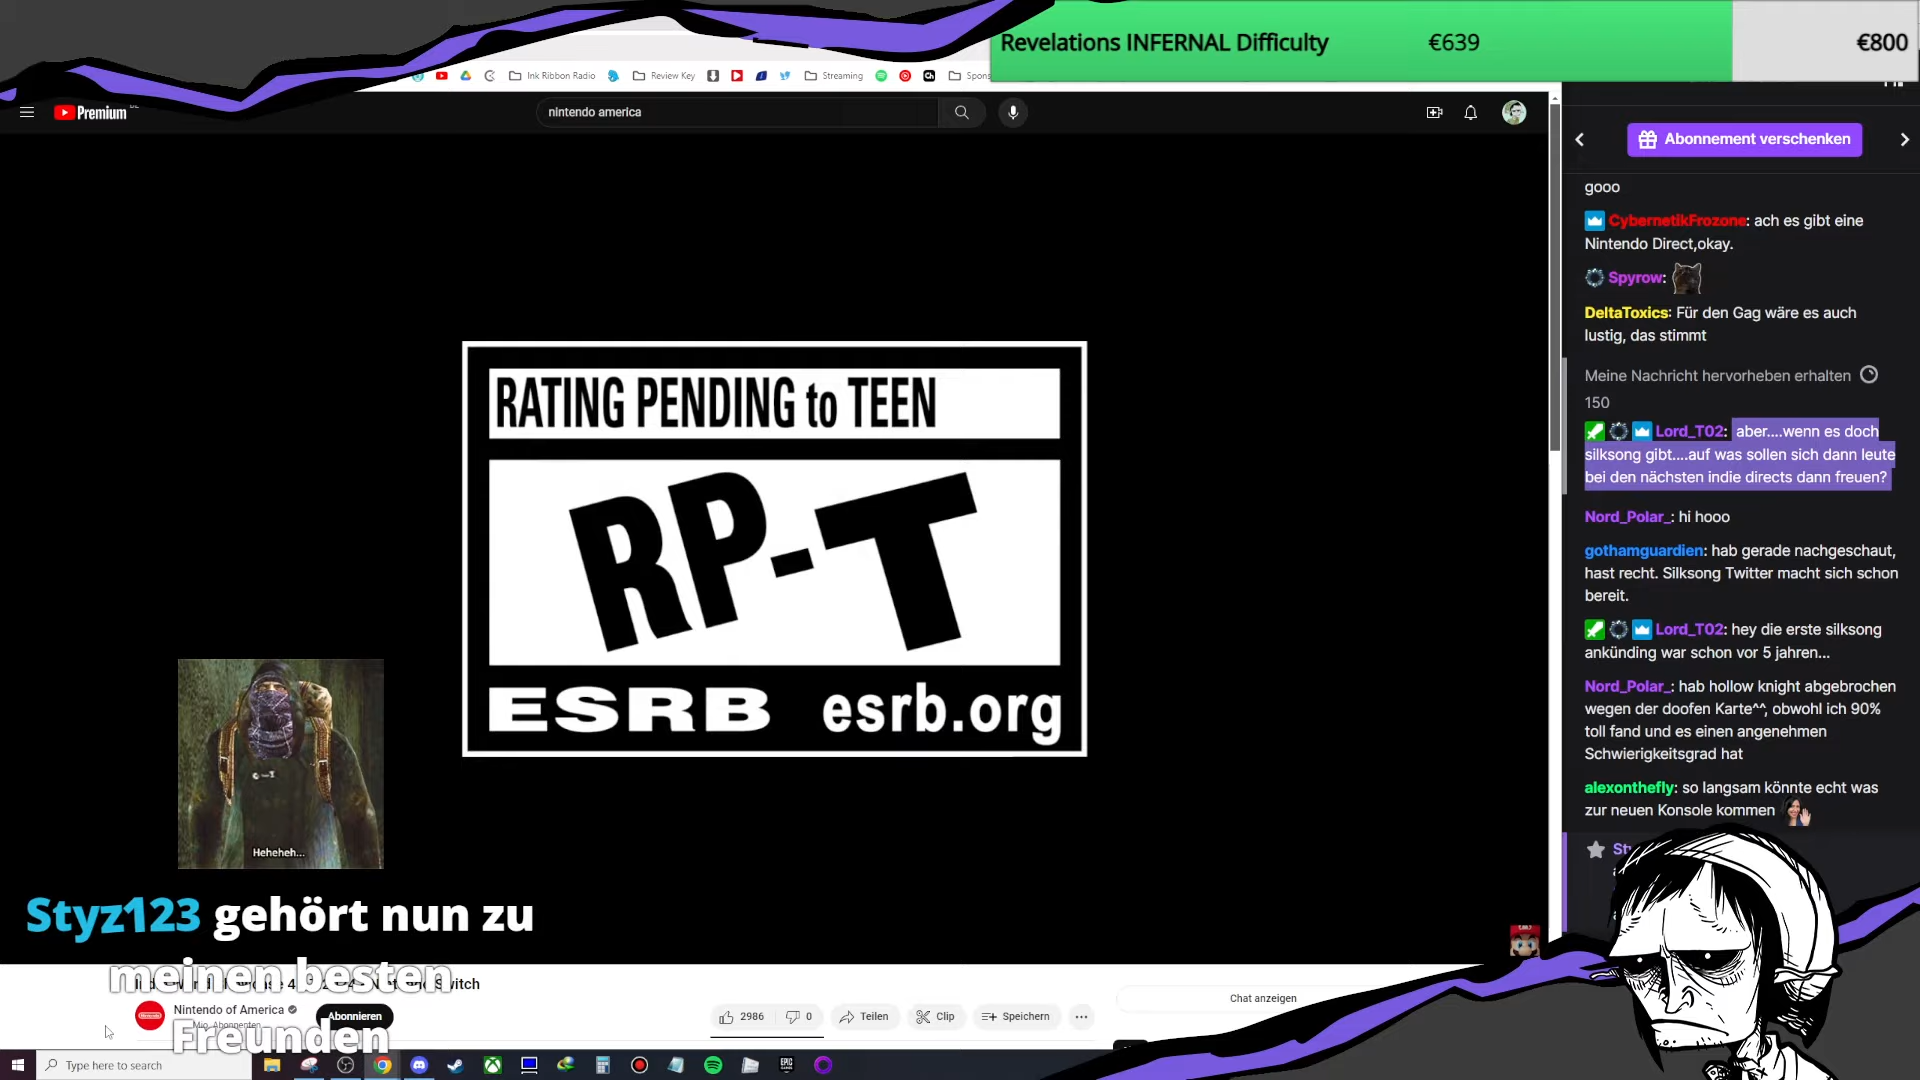 Revelations INFERNAL Difficulty €639 €800
Ink Ribbon Radio Review Key Streaming
Premium
nintendo america
Abonnement verschenken
gooo
CybernetikFrozone: ach es gibt eine
Nintendo Direct,okay.
Spyrow:
DeltaToxics: Für den Gag wäre es auch
lustig, das stimmt
Meine Nachricht hervorheben erhalten
150
Lord_T02: aber....wenn es doch
silksong gibt....auf was sollen sich dann leute
bei den nächsten indie directs dann freuen?
Nord_Polar_: hi hooo
gothamguardien: hab gerade nachgeschaut,
hast recht. Silksong Twitter macht sich schon
bereit.
Lord_T02: hey die erste silksong
ankünding war schon vor 5 jahren...
Nord_Polar_: hab hollow knight abgebrochen
wegen der doofen Karte^^, obwohl ich 90%
toll fand und es einen angenehmen
Schwierigkeitsgrad hat
alexonthefly: so langsam könnte echt was
zur neuen Konsole kommen
RATING PENDING to TEEN
RP-T
ESRB esrb.org
Heheheh...
Styz123 gehört nun zu
meinen besten
Freunden
Nintendo of America
Abonnieren
2986 0 Teilen Clip Speichern
Chat anzeigen
Type here to search